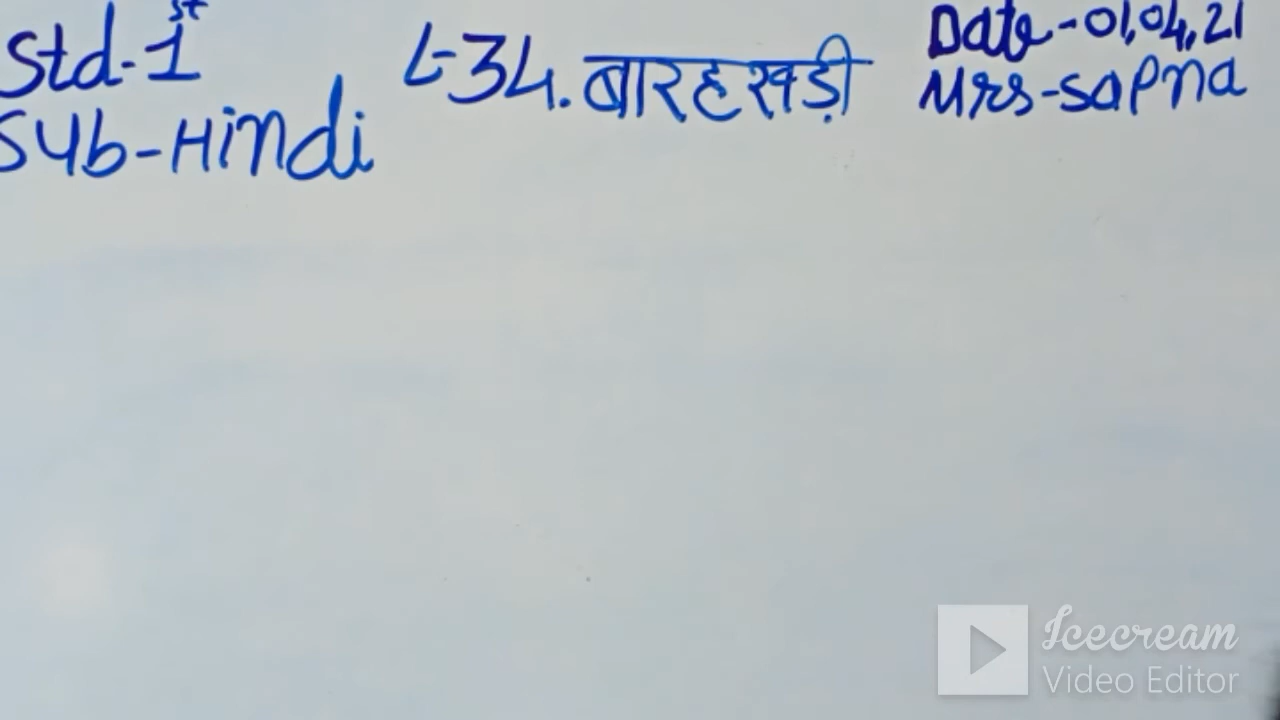 Std-1st
Sub-Hindi
L-34. बारहखड़ी
Date-01,04,21
Mrs-Sapna
Icecream
Video Editor